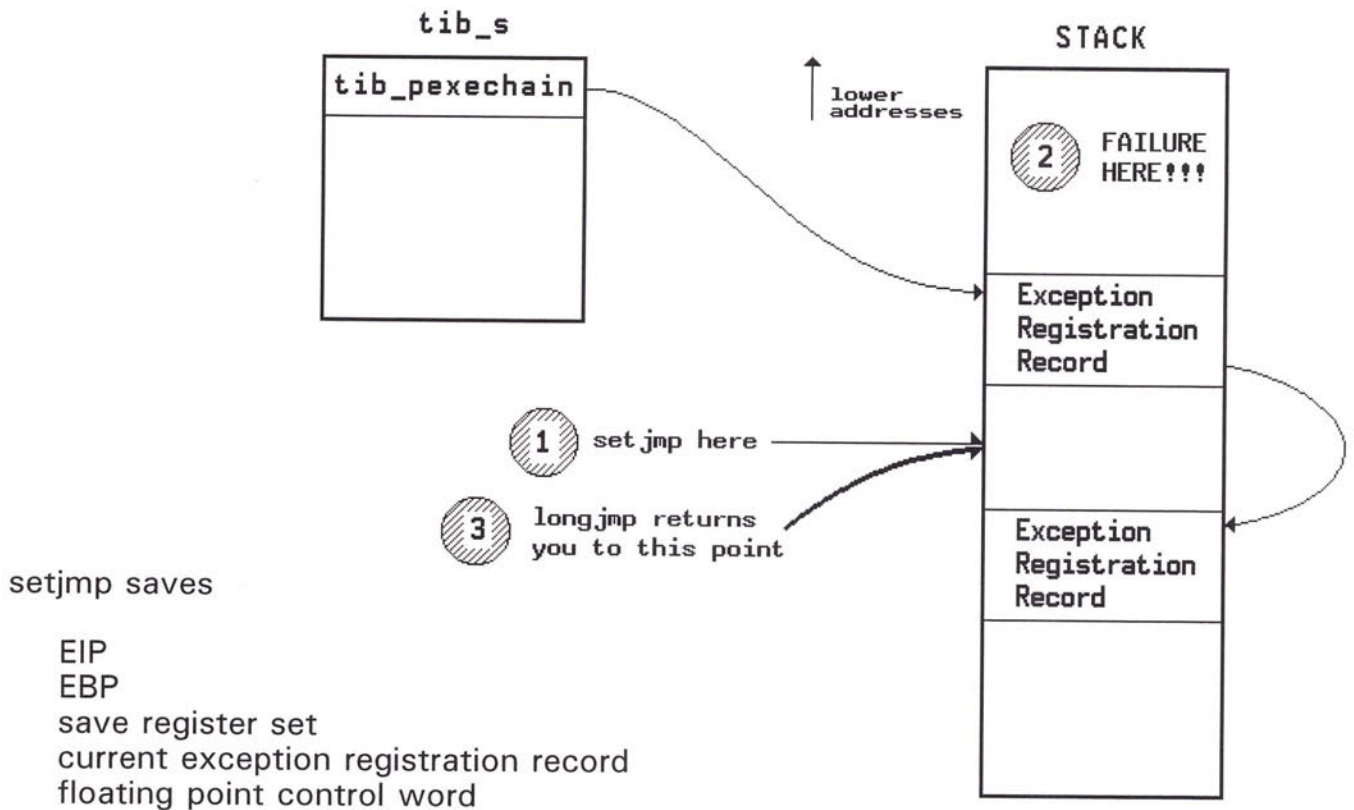 tib_s
tib_pexechain
lower
addresses
STACK
2
FAILURE
HERE!!!
Exception
Registration
Record
1
setjmp here
3
longjmp returns
you to this point
Exception
Registration
Record
setjmp saves
EIP
EBP
save register set
current exception registration record
floating point control word